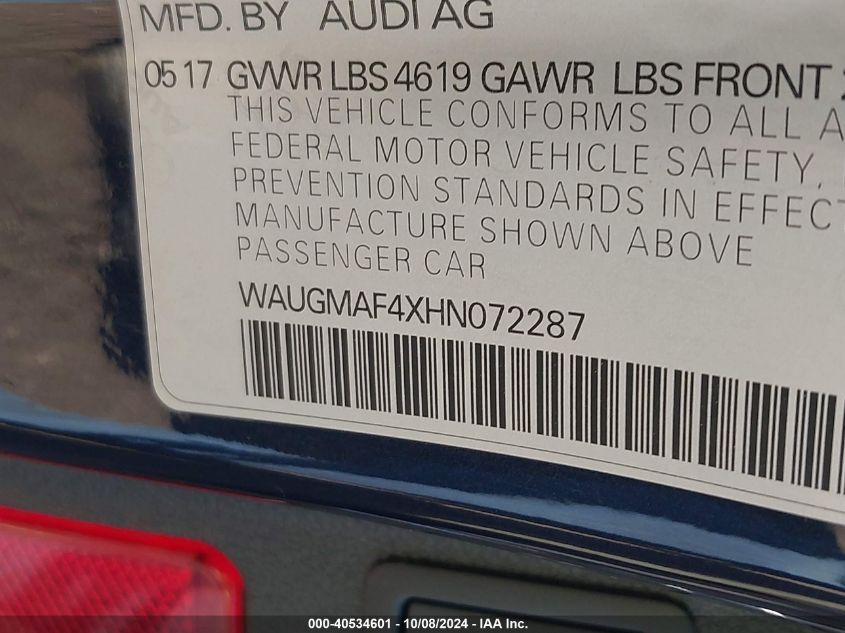 MFD. BY AUDI AG
05 17 GVWR LBS 4619 GAWR LBS FRONT
THIS VEHICLE CONFORMS TO ALL A
FEDERAL MOTOR VEHICLE SAFETY,
PREVENTION STANDARDS IN EFFECT
MANUFACTURE SHOWN ABOVE
PASSENGER CAR
WAUGMAF4XHN072287
000-40534601 - 10/08/2024 - IAA Inc.